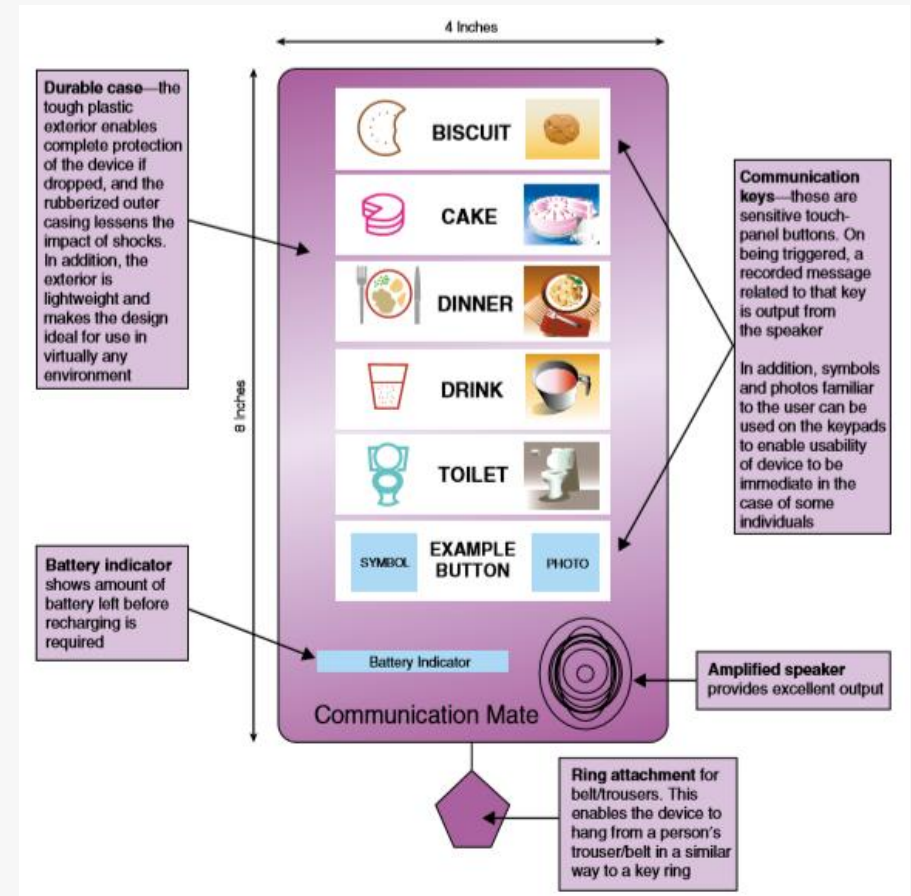 4 Inches
Durable case—the
tough plastic
exterior enables
complete protection
of the device if
dropped, and the
rubberized outer
casing lessens the
impact of shocks.
In addition, the
exterior is
lightweight and
makes the design
ideal for use in
virtually any
environment
8 Inches
BISCUIT
CAKE
DINNER
DRINK
TOILET
SYMBOL
EXAMPLE
BUTTON
PHOTO
Communication
keys—these are
sensitive touch-
panel buttons. On
being triggered, a
recorded message
related to that key
is output from
the speaker
In addition, symbols
and photos familiar
to the user can be
used on the keypads
to enable usability
of device to be
immediate in the
case of some
individuals
Battery indicator
shows amount of
battery left before
recharging is
required
Battery Indicator
Communication Mate
Amplified speaker
provides excellent output
Ring attachment for
belt/trousers. This
enables the device to
hang from a person's
trouser/belt in a similar
way to a key ring